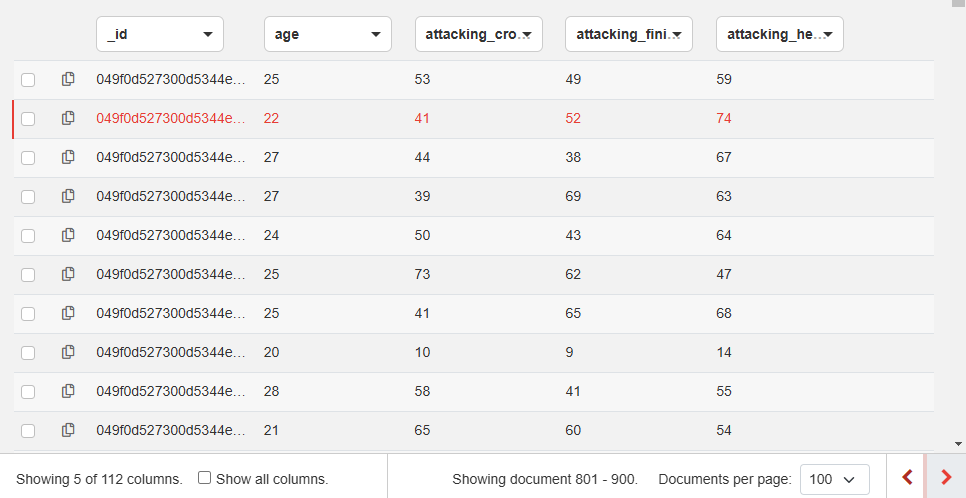 _id age attacking_cro... attacking_fini... attacking_he...
049f0d527300d5344e... 25 53 49 59
049f0d527300d5344e... 22 41 52 74
049f0d527300d5344e... 27 44 38 67
049f0d527300d5344e... 27 39 69 63
049f0d527300d5344e... 24 50 43 64
049f0d527300d5344e... 25 73 62 47
049f0d527300d5344e... 25 41 65 68
049f0d527300d5344e... 20 10 9 14
049f0d527300d5344e... 28 58 41 55
049f0d527300d5344e... 21 65 60 54
Showing 5 of 112 columns. Show all columns. Showing document 801 - 900. Documents per page: 100